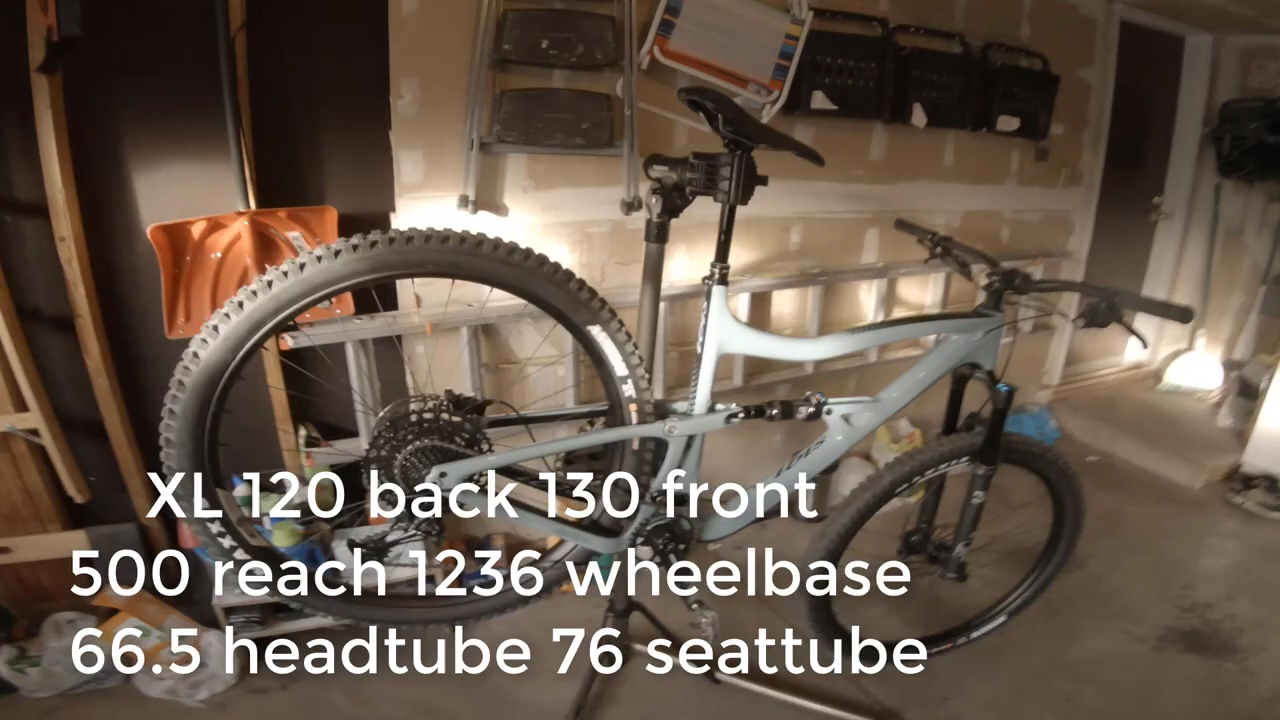 XL 120 back 130 front
500 reach 1236 wheelbase
66.5 headtube 76 seattube